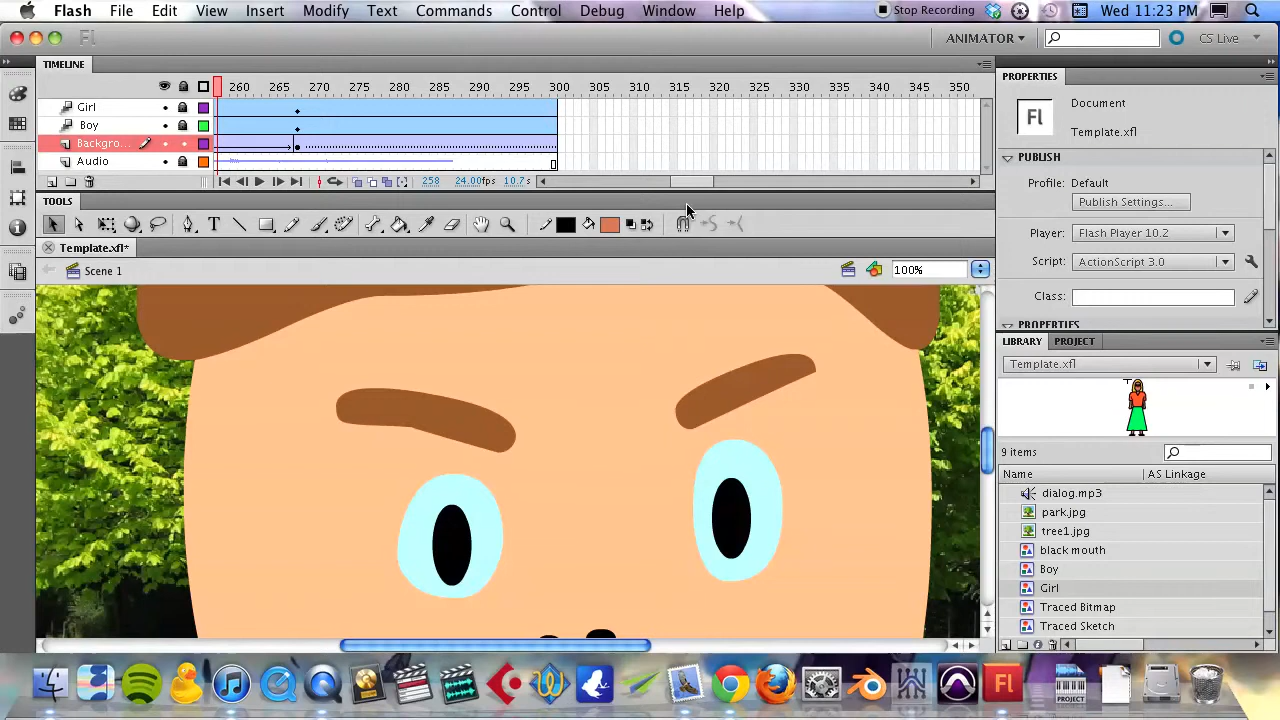 Flash File Edit View Insert Modify Text Commands Control Debug Window Help Stop Recording Wed 11:23 PM
Fl ANIMATOR CS Live
TIMELINE
260 265 270 275 280 285 290 295 300 305 310 315 320 325 330 335 340 345 350
Girl
Boy
Backgro...
Audio
258 24.00fps 10.7s
TOOLS
T
Template.xfl*
Scene 1 100%
PROPERTIES
Fl Document
Template.xfl
PUBLISH
Profile: Default
Publish Settings...
Player: Flash Player 10.2
Script: ActionScript 3.0
Class:
PROPERTIES
LIBRARY PROJECT
Template.xfl
9 items
Name AS Linkage
dialog.mp3
park.jpg
tree1.jpg
black mouth
Boy
Girl
Traced Bitmap
Traced Sketch
Fl
PROJECT